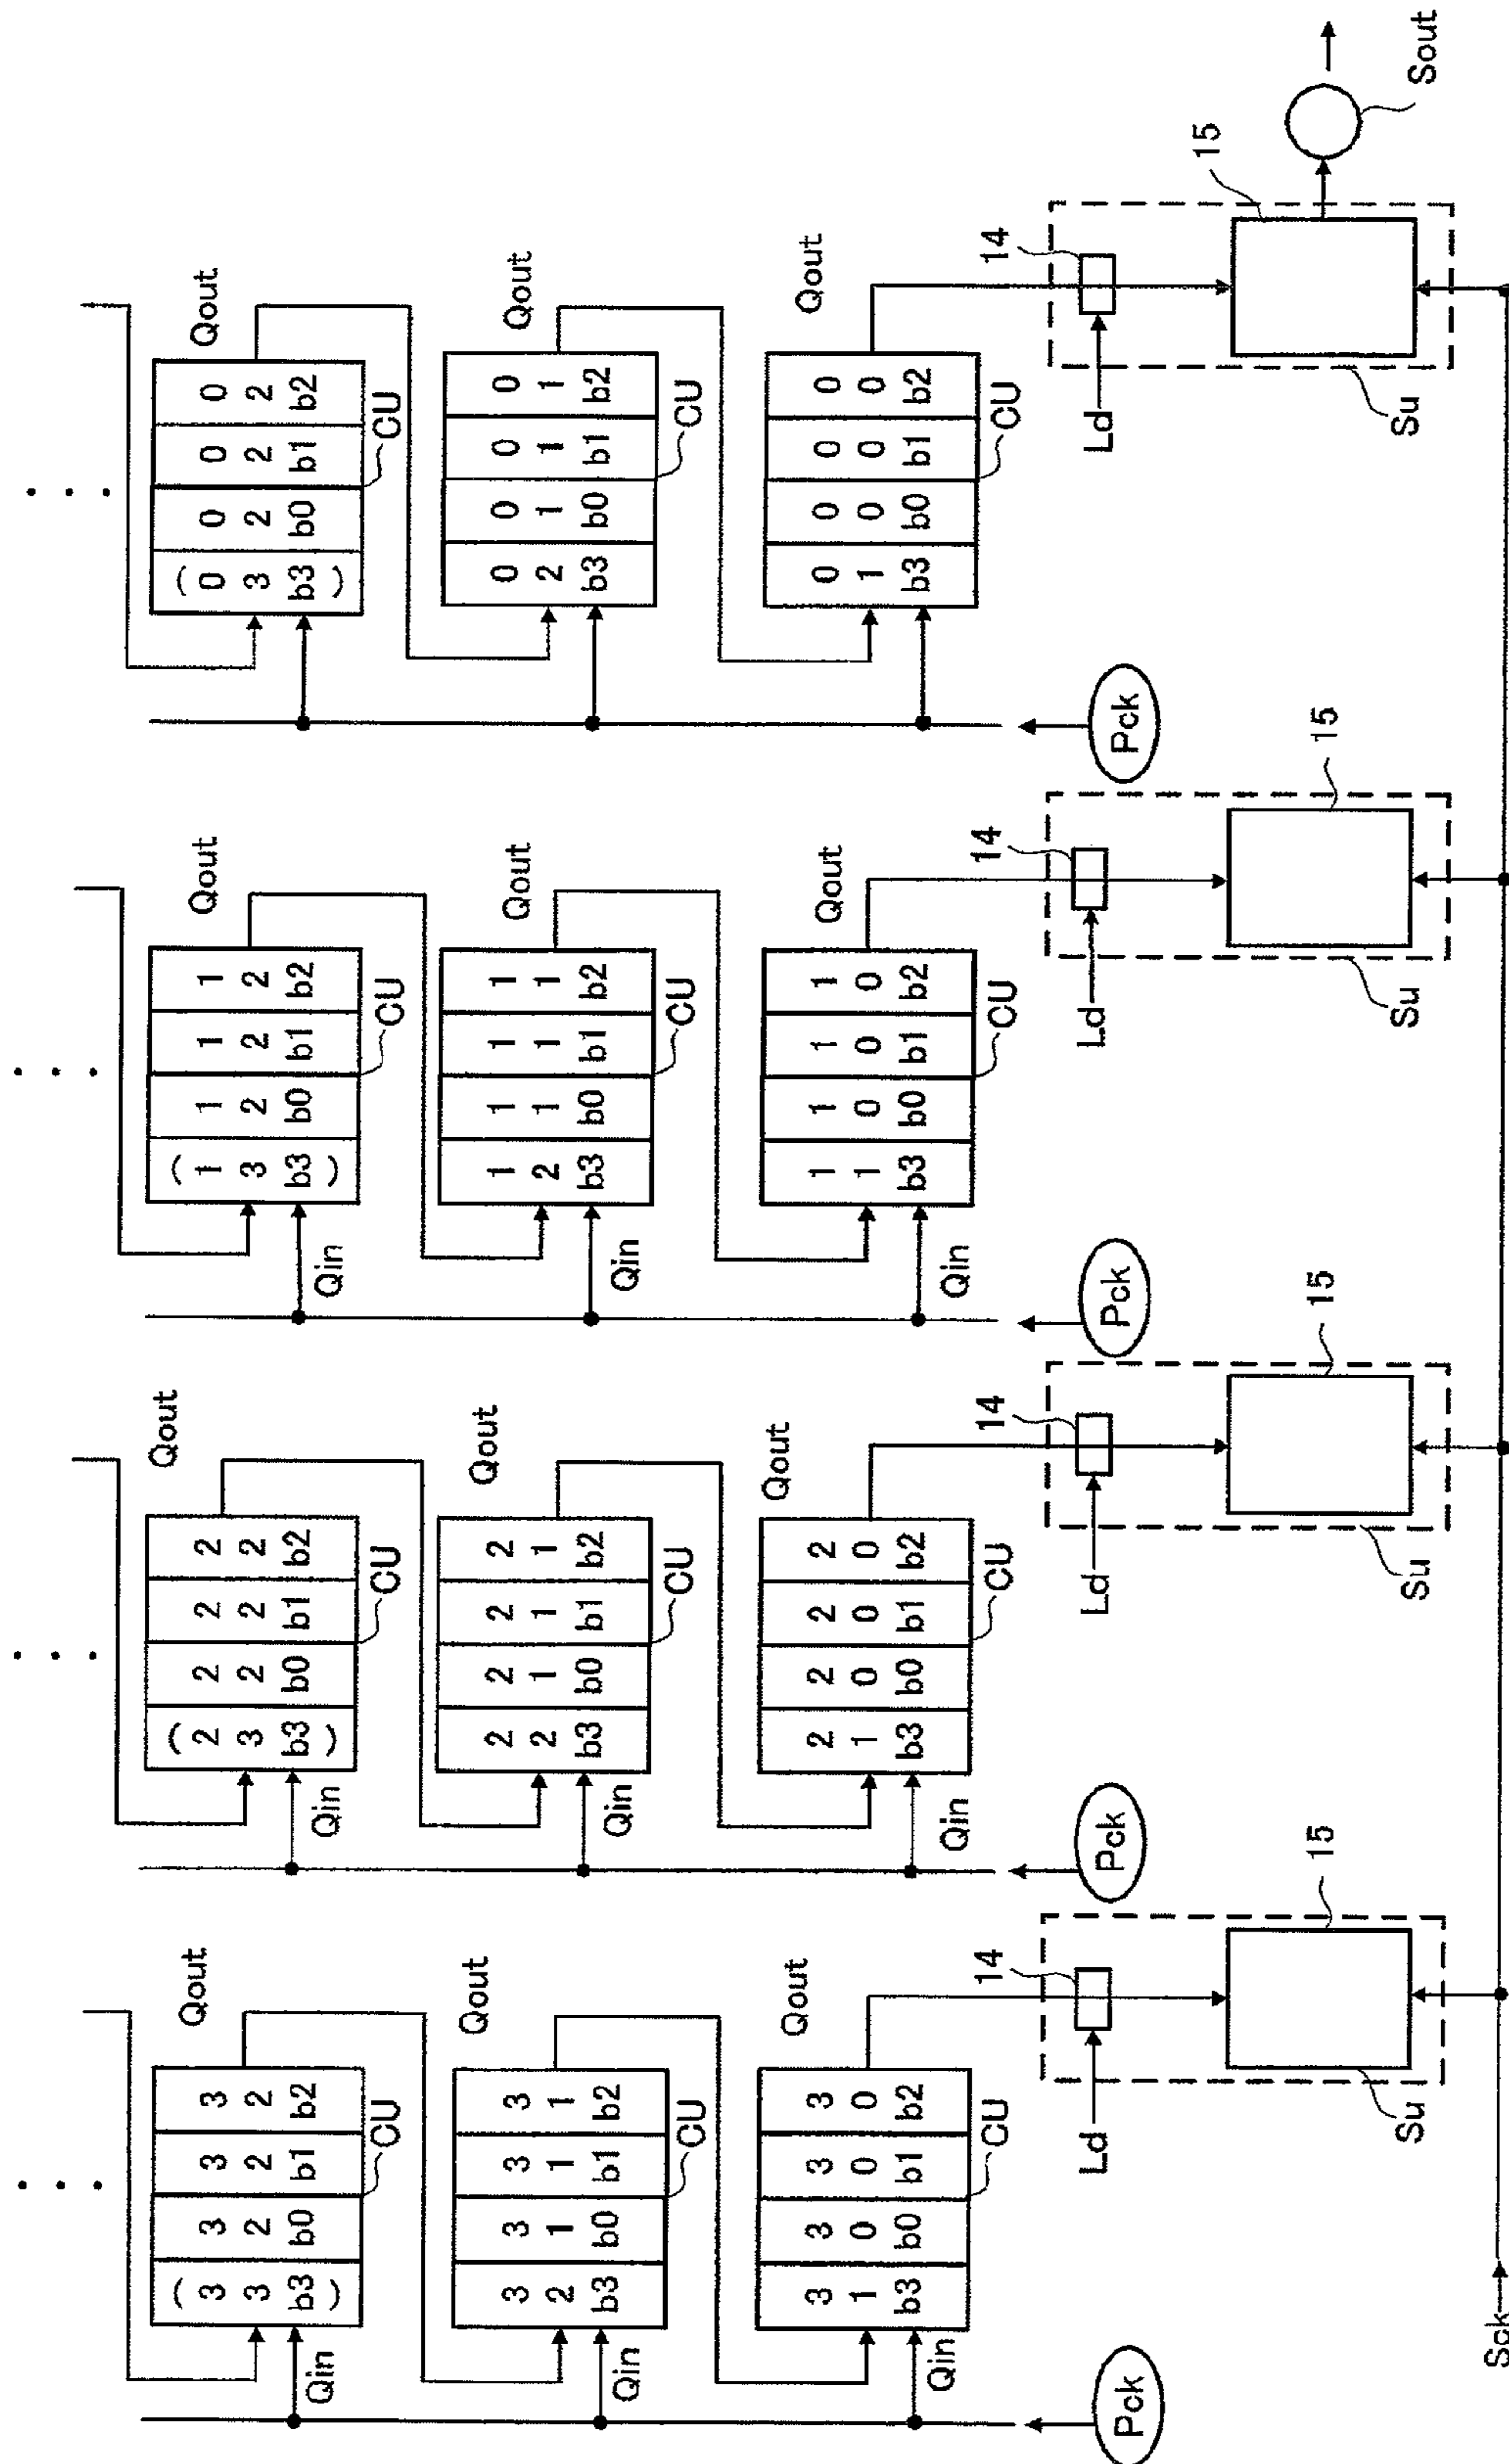 Qout Qout Qout Qout
( 3 3 3 3 ( 2 2 2 2 ( 1 1 1 1 ( 0 0 0 0
3 2 2 2 3 2 2 2 3 2 2 2 3 2 2 2
b3 ) b0 b1 b2 b3 ) b0 b1 b2 b3 ) b0 b1 b2 b3 ) b0 b1 b2
Qin Qin Qin
CU CU CU CU
Qout Qout Qout Qout
3 3 3 3 2 2 2 2 1 1 1 1 0 0 0 0
2 1 1 1 2 1 1 1 2 1 1 1 2 1 1 1
b3 b0 b1 b2 b3 b0 b1 b2 b3 b0 b1 b2 b3 b0 b1 b2
Qin Qin Qin
CU CU CU CU
Qout Qout Qout Qout
3 3 3 3 2 2 2 2 1 1 1 1 0 0 0 0
1 0 0 0 1 0 0 0 1 0 0 0 1 0 0 0
b3 b0 b1 b2 b3 b0 b1 b2 b3 b0 b1 b2 b3 b0 b1 b2
Qin Qin Qin
CU CU CU CU
14 14 14 14
Pck Ld Pck Ld Pck Ld Pck Ld
15 15 15 15
Su Su Su Su
Sout
Sck